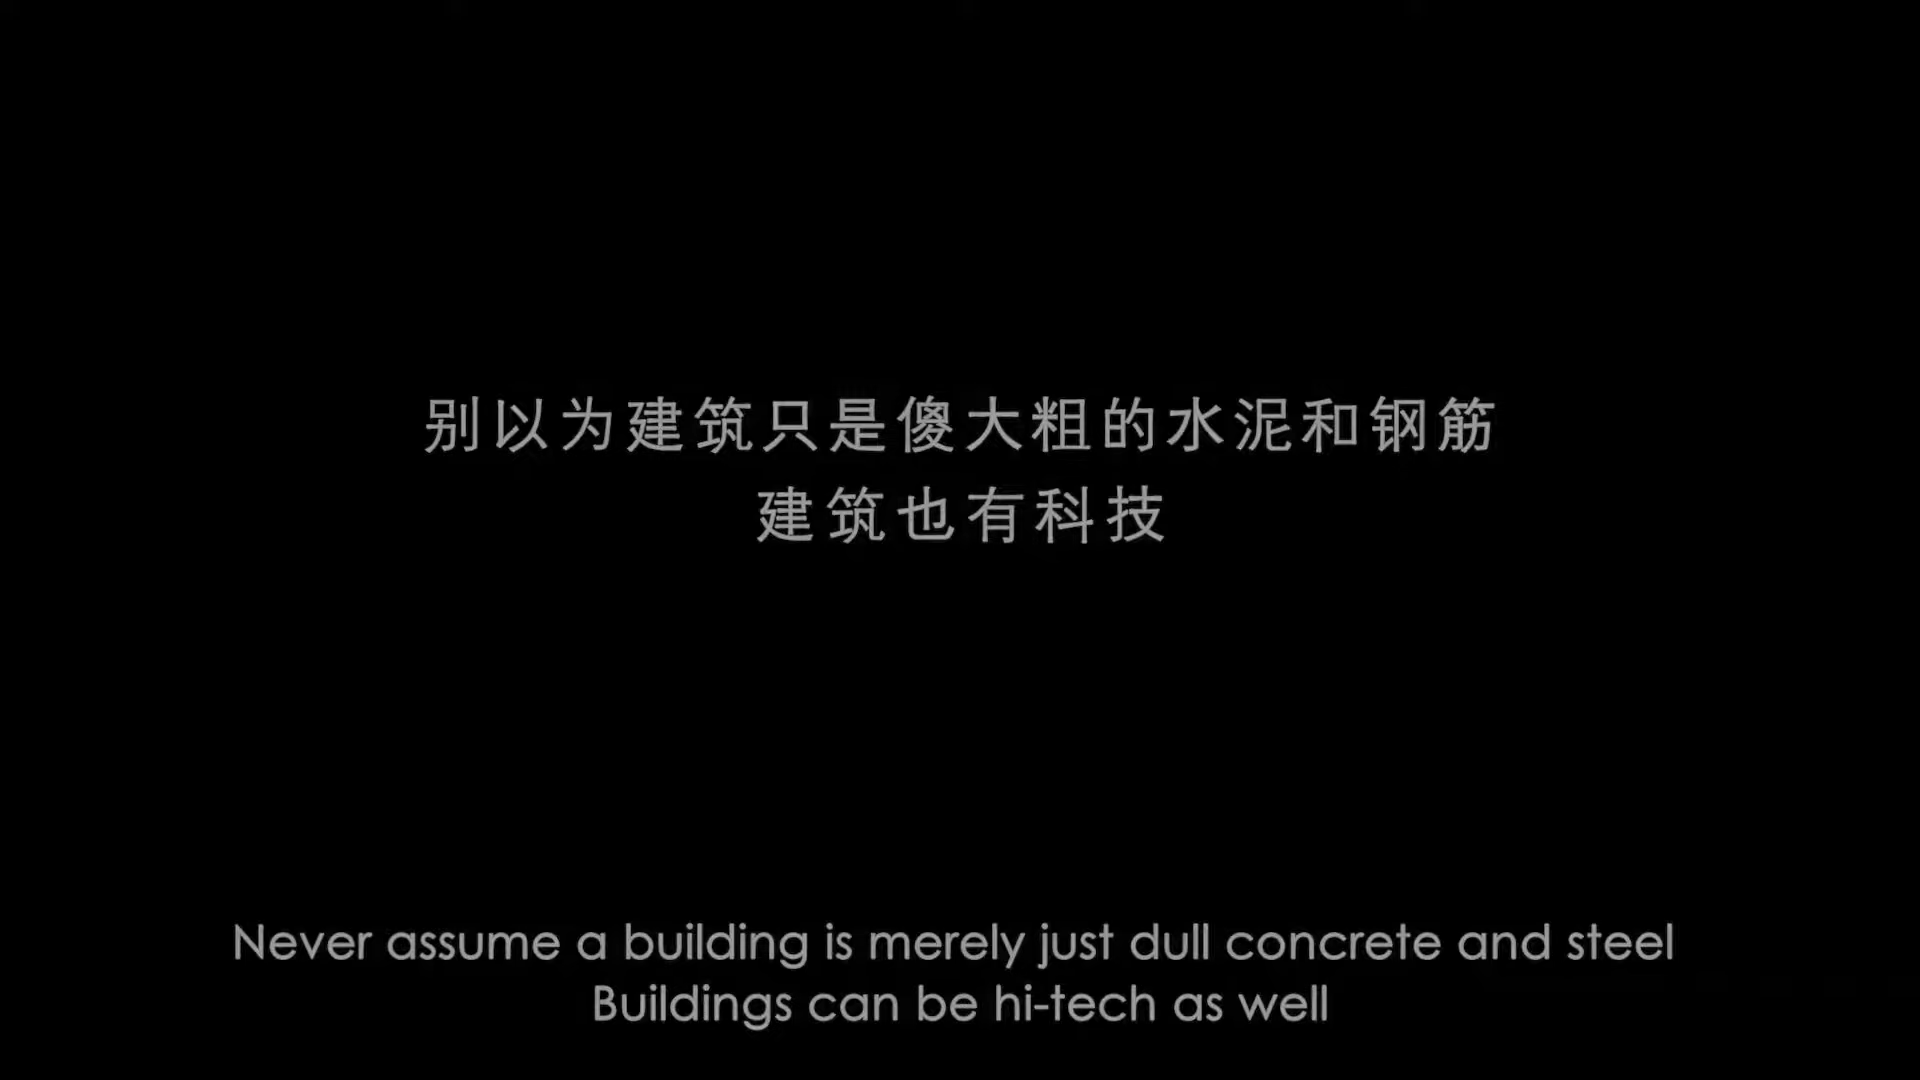 别以为建筑只是傻大粗的水泥和钢筋
建筑也有科技
Never assume a building is merely just dull concrete and steel
Buildings can be hi-tech as well